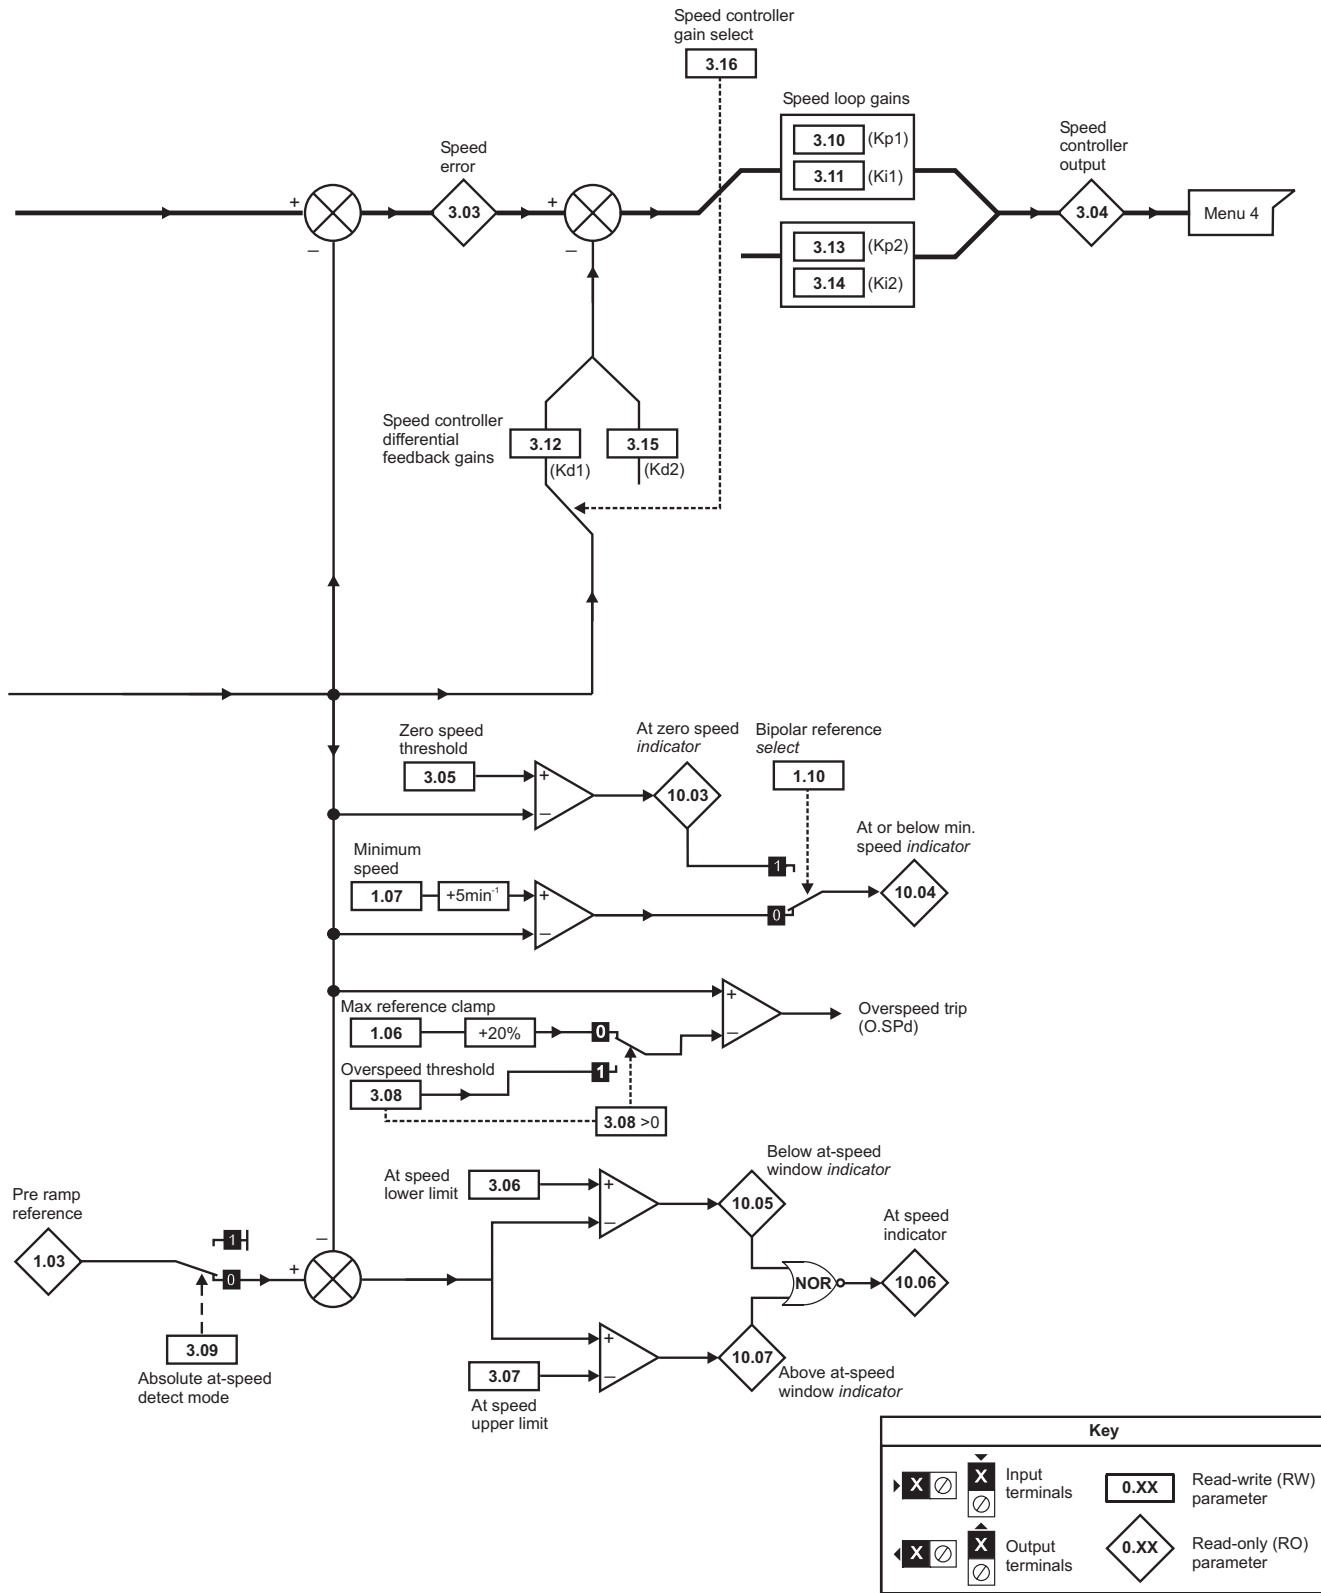 Speed controller
gain select
3.16
Speed loop gains
3.10 (Kp1)
3.11 (Ki1)
3.13 (Kp2)
3.14 (Ki2)
Speed
error
+
3.03
+
–
–
Speed
controller
output
3.04
Menu 4
Speed controller
differential
feedback gains
3.12
(Kd1)
3.15
(Kd2)
Zero speed
threshold
3.05
+
–
At zero speed
indicator
10.03
Bipolar reference
select
1.10
1
At or below min.
speed indicator
10.04
Minimum
speed
1.07
+5min-1
+
–
0
Max reference clamp
1.06
+20%
0
+
–
Overspeed trip
(O.SPd)
Overspeed threshold
3.08
1
3.08 >0
At speed
lower limit
3.06
+
–
Below at-speed
window indicator
10.05
Pre ramp
reference
1.03
1
0
–
+
3.09
Absolute at-speed
detect mode
NOR
At speed
indicator
10.06
3.07
At speed
upper limit
+
–
10.07
Above at-speed
window indicator
Key
X
X
Input
terminals
0.XX
Read-write (RW)
parameter
X
X
Output
terminals
0.XX
Read-only (RO)
parameter